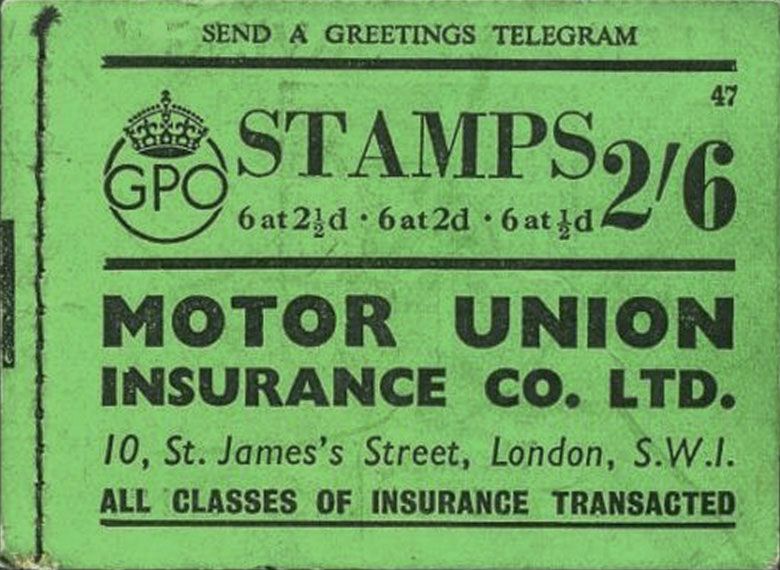 SEND A GREETINGS TELEGRAM
47
GPO
STAMPS 2/6
6 at 2½d · 6 at 2d · 6 at ½d
MOTOR UNION
INSURANCE CO. LTD.
10, St. James's Street, London, S.W.1.
ALL CLASSES OF INSURANCE TRANSACTED